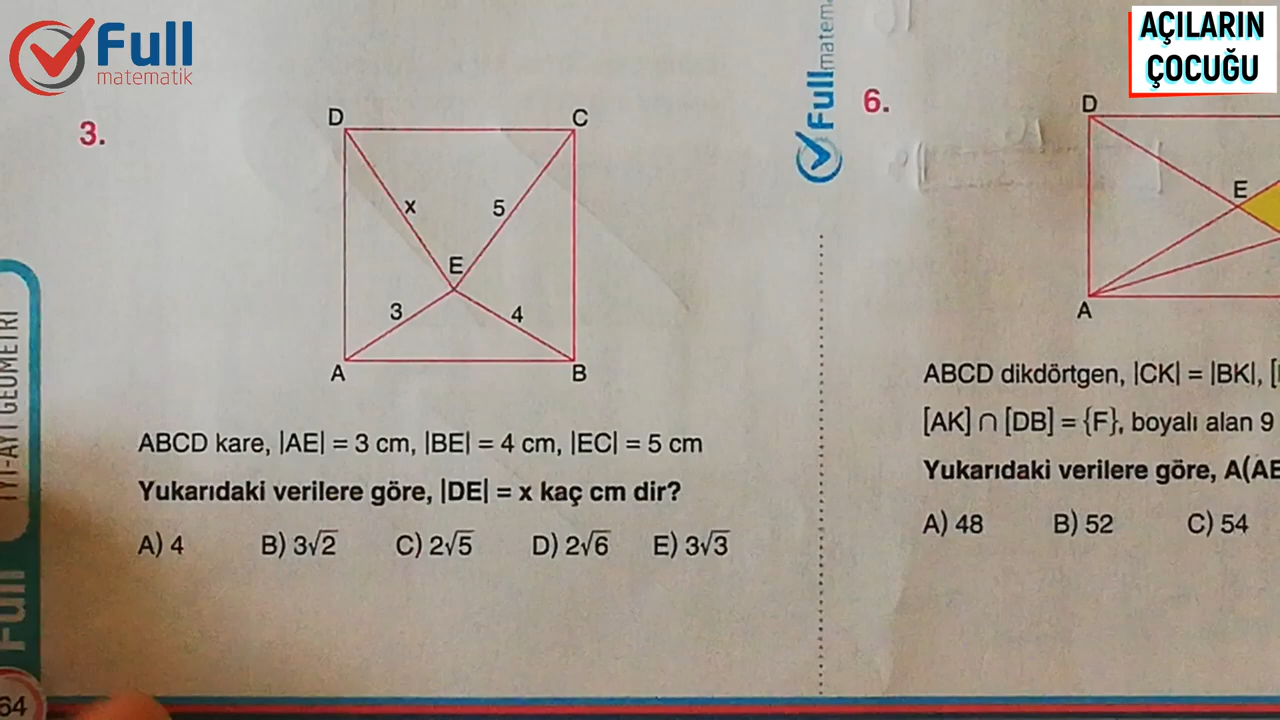 Full
matematik
AÇILARIN
ÇOCUĞU
3.
D
C
x
5
E
3
4
A
B
ABCD kare, |AE| = 3 cm, |BE| = 4 cm, |EC| = 5 cm
Yukarıdaki verilere göre, |DE| = x kaç cm dir?
A) 4 B) 3√2 C) 2√5 D) 2√6 E) 3√3
Full
6.
D
E
A
ABCD dikdörtgen, |CK| = |BK|,
[AK] ∩ [DB] = {F}, boyalı alan 9
Yukarıdaki verilere göre,
A) 48 B) 52 C) 54
TYT-AYT GEOMETRİ
Full
64